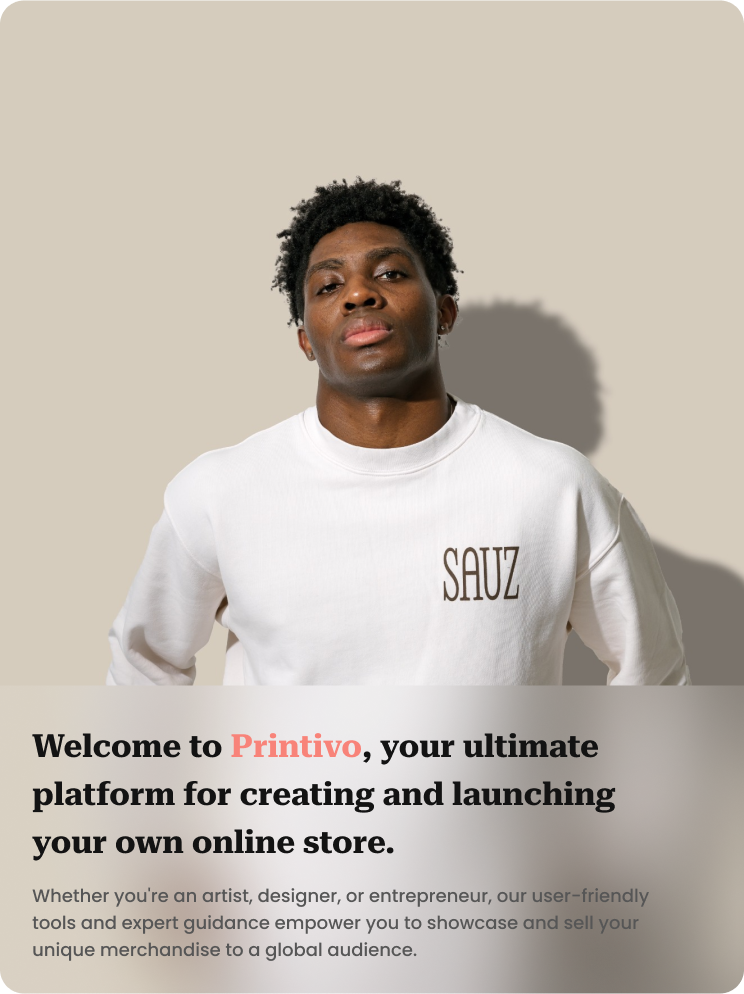 SAUZ
Welcome to Printivo, your ultimate
platform for creating and launching
your own online store.
Whether you're an artist, designer, or entrepreneur, our user-friendly
tools and expert guidance empower you to showcase and sell your
unique merchandise to a global audience.